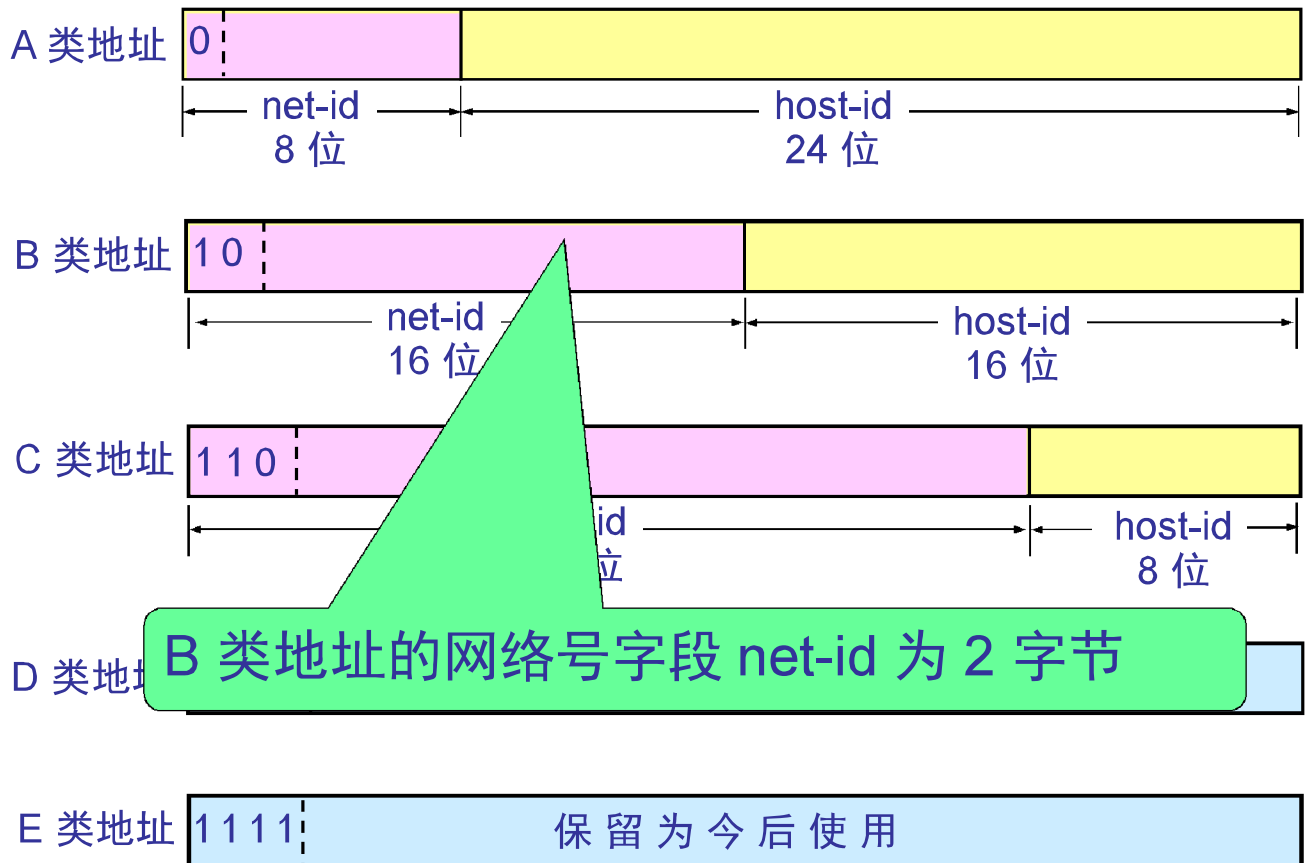 A 类地址
0
net-id
8 位
host-id
24 位
B 类地址
1 0
net-id
16 位
host-id
16 位
C 类地址
1 1 0
id
位
host-id
8 位
D 类地
B 类地址的网络号字段 net-id 为 2 字节
E 类地址
1 1 1 1
保 留 为 今 后 使 用